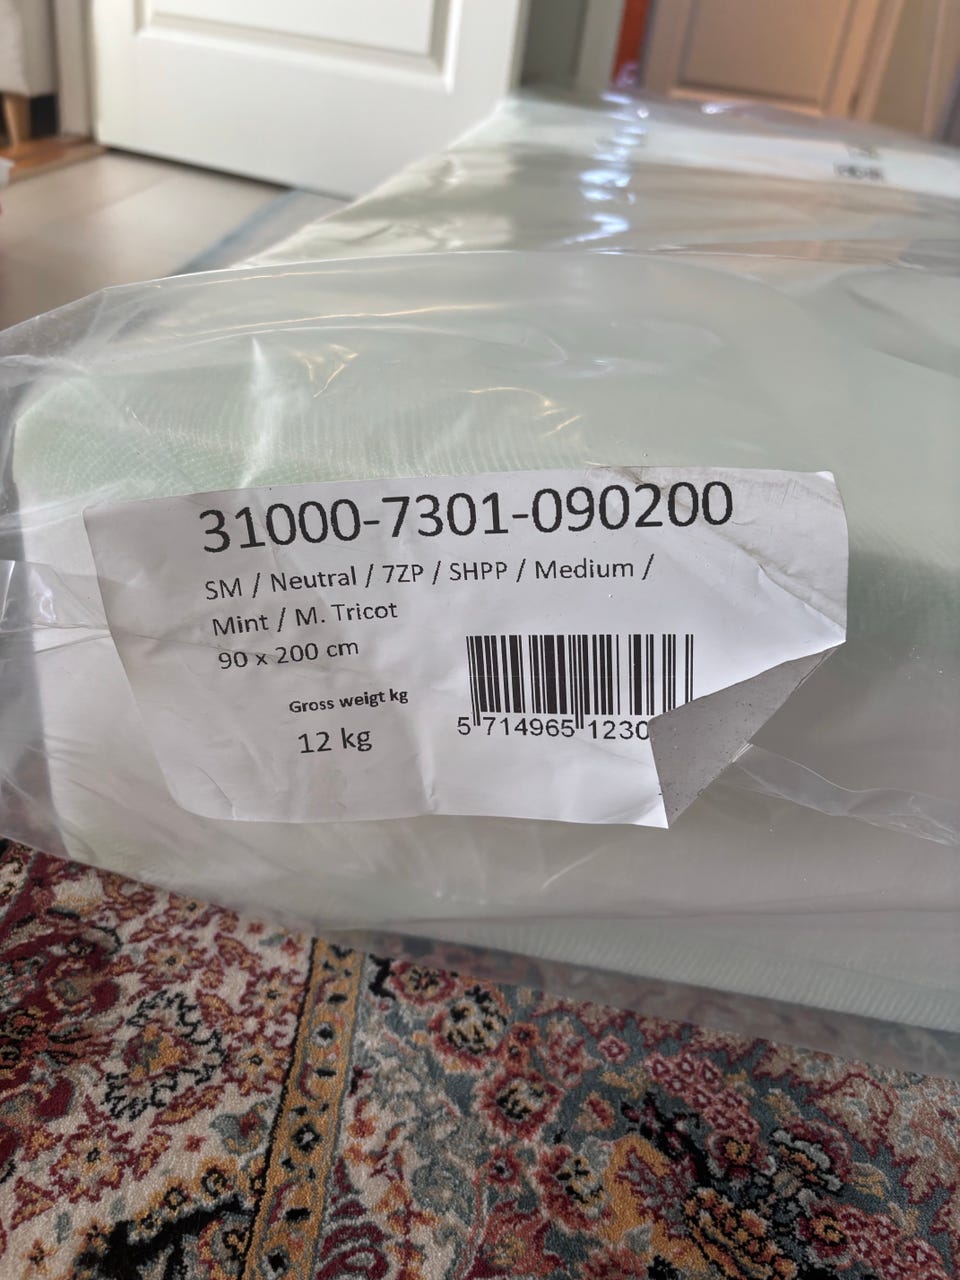 31000-7301-090200
SM / Neutral / 7ZP / SHPP / Medium /
Mint / M. Tricot
90 x 200 cm
Gross weigt kg
12 kg
5 714965 1230